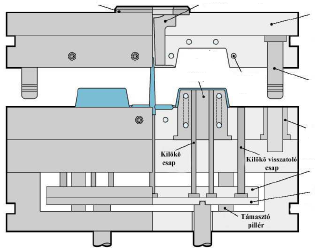 Kilökő
csap
Kilökő visszatoló
csap
Támasztó
pillér